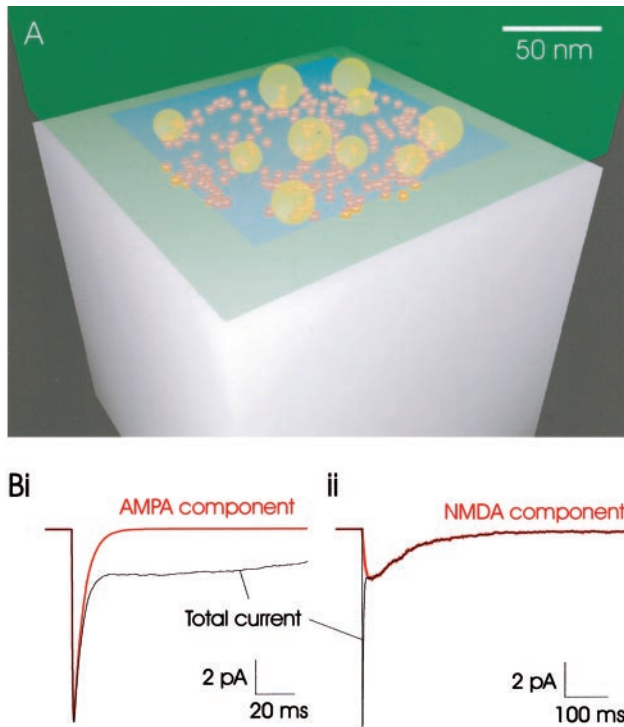 A
50 nm
Bi
AMPA component
ii
NMDA component
Total current
2 pA
20 ms
2 pA
100 ms